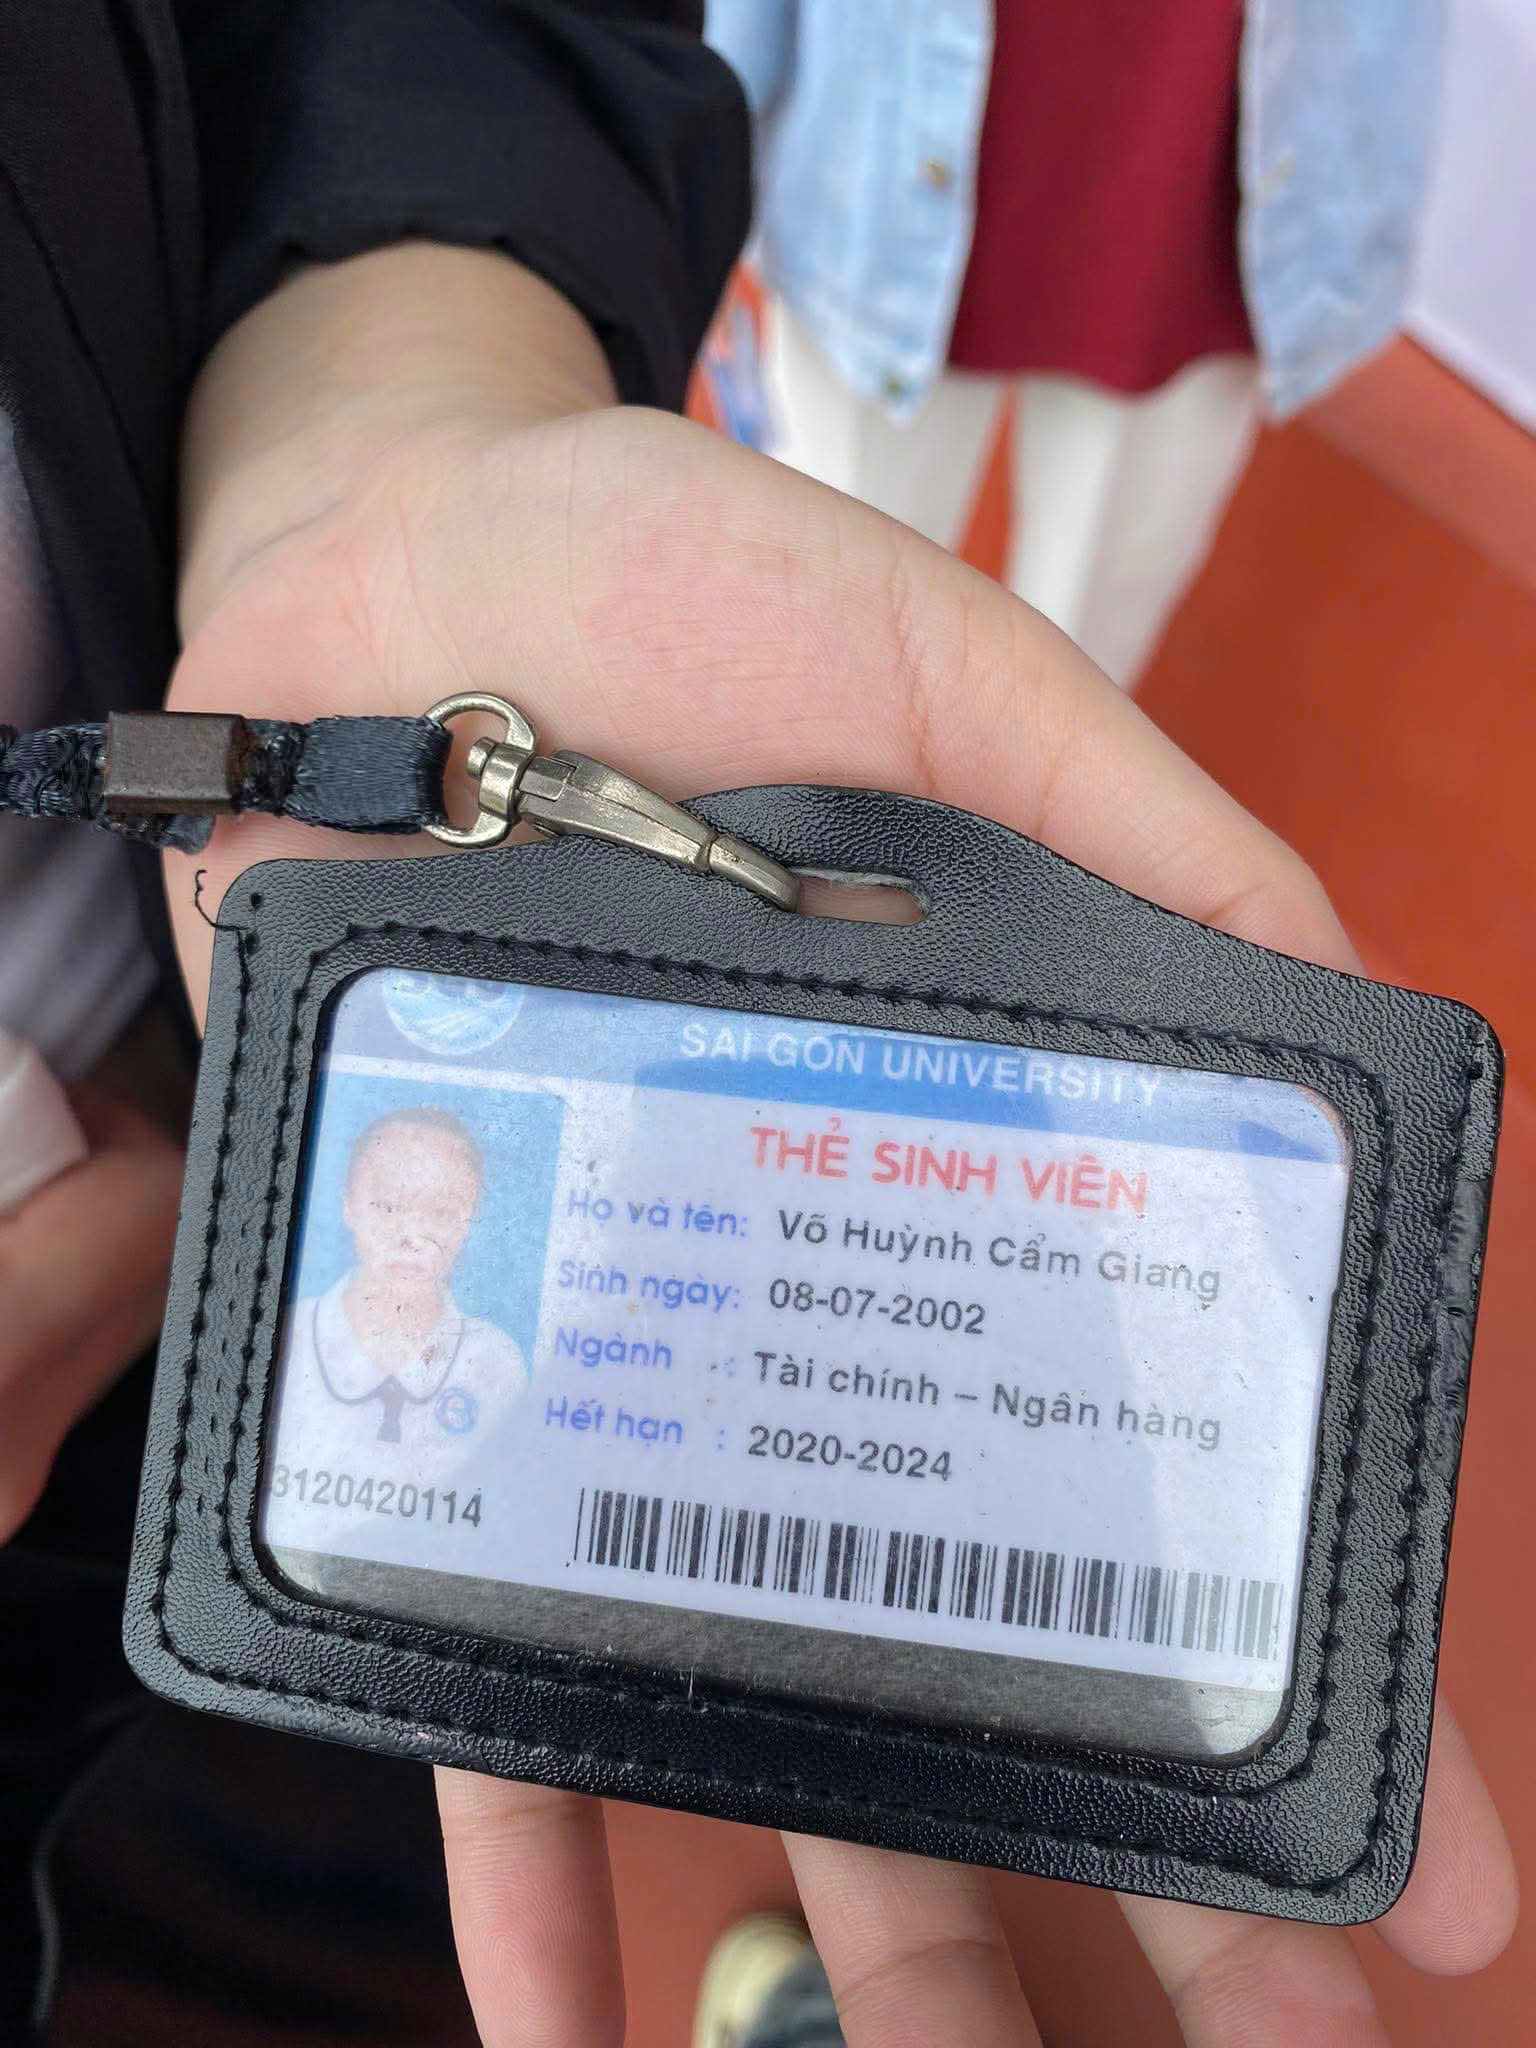 SAI GON UNIVERSITY
THẺ SINH VIÊN
Họ và tên: Võ Huỳnh Cẩm Giang
Sinh ngày: 08-07-2002
Ngành : Tài chính – Ngân hàng
Hết hạn : 2020-2024
3120420114